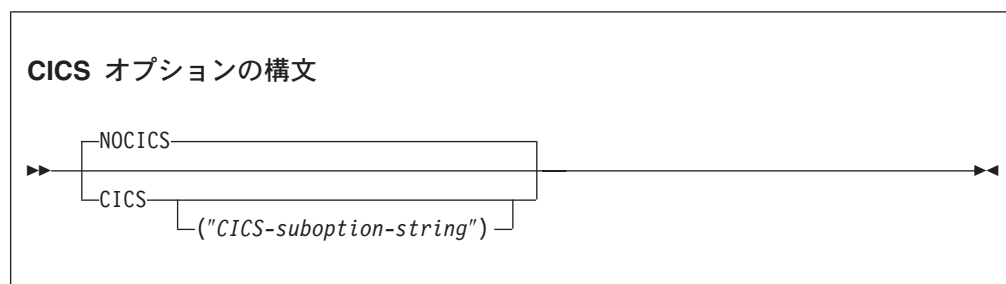 CICS オプションの構文
NOCICS
CICS
("CICS-suboption-string")